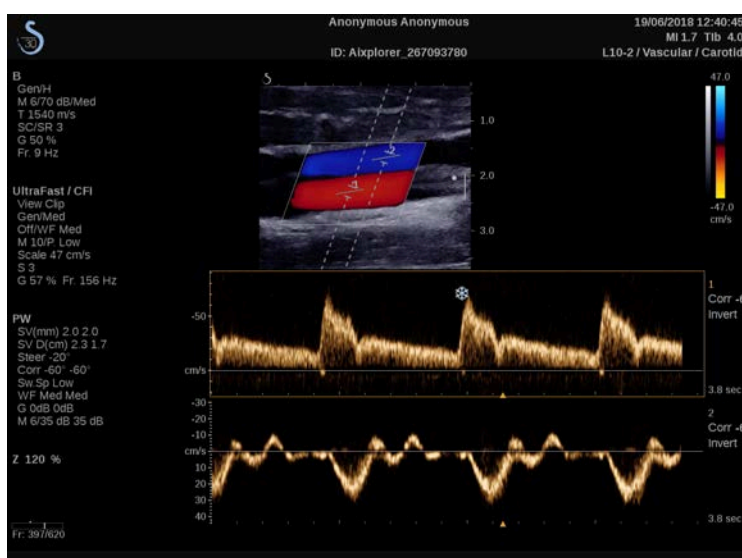 30
Anonymous Anonymous
19/06/2018 12:40:45
MI 1.7 TIb 4.0
ID: Aixplorer_267093780
L10-2 / Vascular / Carotid
B
Gen/H
M 6/70 dB/Med
T 1540 m/s
SC/SR 3
G 50 %
Fr. 9 Hz
UltraFast / CFI
View Clip
Gen/Med
Off/WF Med
M 10/P. Low
Scale 47 cm/s
S 3
G 57 % Fr. 156 Hz
PW
SV(mm) 2.0 2.0
SV D(cm) 2.3 1.7
Steer -20°
Corr -60° -60°
Sw.Sp Low
WF Med Med
G 0dB 0dB
M 6/35 dB 35 dB
Z 120 %
Fr: 397/620
1.0
2.0
3.0
47.0
-47.0
cm/s
1
Corr -6
Invert
-50
cm/s
3.8 sec
2
Corr -6
Invert
-30
-20
-10
cm/s
10
20
30
40
3.8 sec